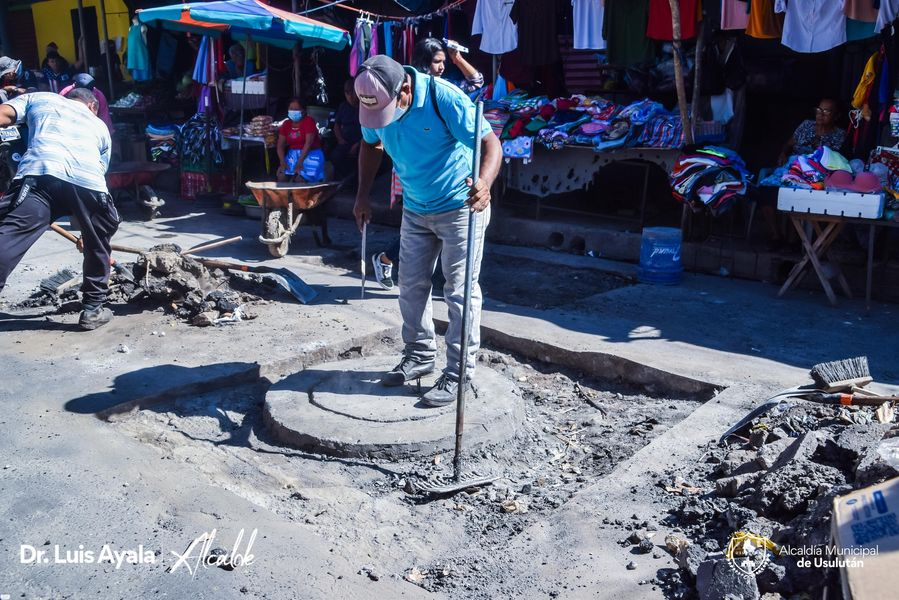 Dr. Luis Ayala
Alcalde
Alcaldía Municipal
de Usulután